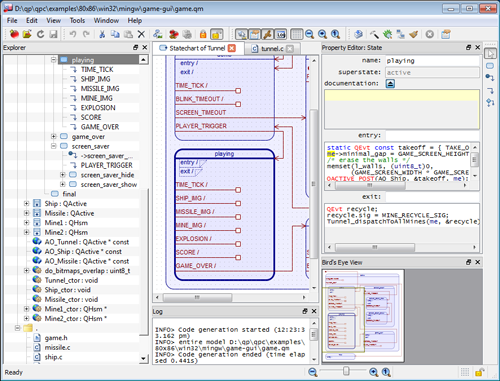 D:\qp\qpc\examples\80x86\win32\mingw\game-gui\game.qm
File Edit View Tools Window Help
Explorer
playing
TIME_TICK
SHIP_IMG
MISSILE_IMG
MINE_IMG
EXPLOSION
SCORE
GAME_OVER
game_over
screen_saver
->screen_saver_...
PLAYER_TRIGGER
screen_saver_hide
screen_saver_show
final
Ship : QActive
Missile : QActive
Mine1 : QHsm
Mine2 : QHsm
AO_Tunnel : QActive * const
AO_Ship : QActive * const
AO_Missile : QActive * const
do_bitmaps_overlap : uint8_t
Tunnel_ctor : void
Ship_ctor : void
Missile_ctor : void
Mine1_ctor : QHsm *
Mine2_ctor : QHsm *
.
game.h
missile.c
ship.c
Statechart of Tunnel
tunnel.c
entry /
exit /
TIME_TICK /
BLINK_TIMEOUT /
SCREEN_TIMEOUT
PLAYER_TRIGGER
playing
entry /
exit /
TIME_TICK /
SHIP_IMG /
MISSILE_IMG /
MINE_IMG /
EXPLOSION /
SCORE /
GAME_OVER /
Log
INFO> Code generation started (12:23:
33.162 pm)
INFO> entire model D:\qp\qpc\examples\
80x86\win32\mingw\game-gui\game.qm
INFO> Code generation ended (time elap
sed 0.441s)
Property Editor: State
name: playing
superstate: active
documentation:
entry:
static QEvt const takeoff = { TAKE_O
me->minimal_gap = GAME_SCREEN_HEIGHT
/* erase the walls */
memset(l_walls, (uint8_t)0,
(GAME_SCREEN_WIDTH * GAME_SCR
QACTIVE_POST(AO_Ship, &takeoff, me);
exit:
QEvt recycle;
recycle.sig = MINE_RECYCLE_SIG;
Tunnel_dispatchToAllMines(me, &recycle)
Bird's Eye View